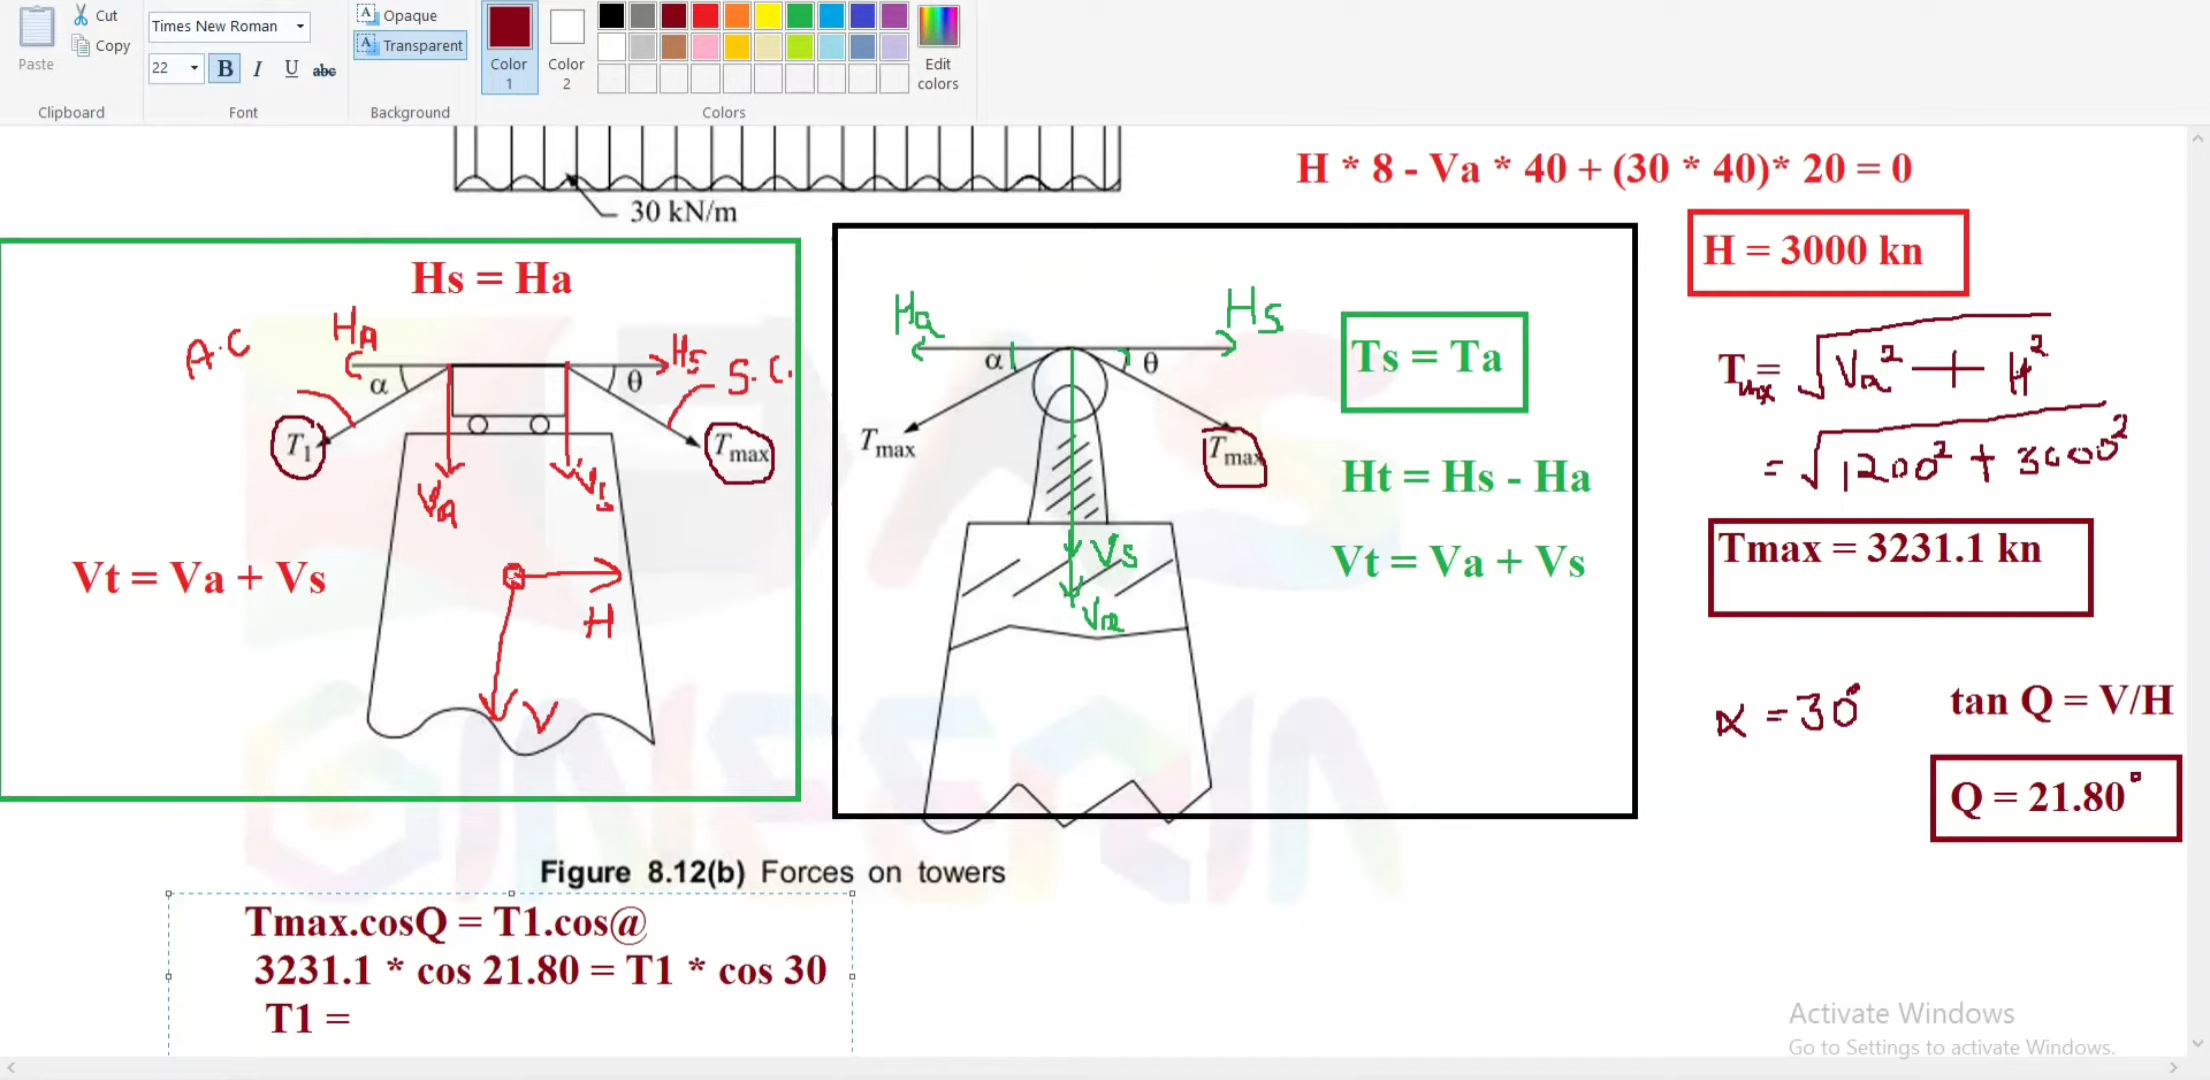 Paste
Cut
Copy
Clipboard
Times New Roman
22
B I U abc
Font
Opaque
Transparent
Background
Color 1
Color 2
Edit colors
Colors
30 kN/m
H * 8 - Va * 40 + (30 * 40)* 20 = 0
H = 3000 kn
Hs = Ha
A.C
HA
HS
S.C.
α
θ
T1
Tmax
VA
Vs
Vt = Va + Vs
H
V
Ha
Hs
α
θ
Tmax
Tmax
Vs
Va
Ts = Ta
Ht = Hs - Ha
Vt = Va + Vs
Tmx = √Va² + H²
= √1200² + 3000²
Tmax = 3231.1 kn
α = 30°
tan Q = V/H
Q = 21.80°
Figure 8.12(b) Forces on towers
Tmax.cosQ = T1.cos@
3231.1 * cos 21.80 = T1 * cos 30
T1 =
Activate Windows
Go to Settings to activate Windows.